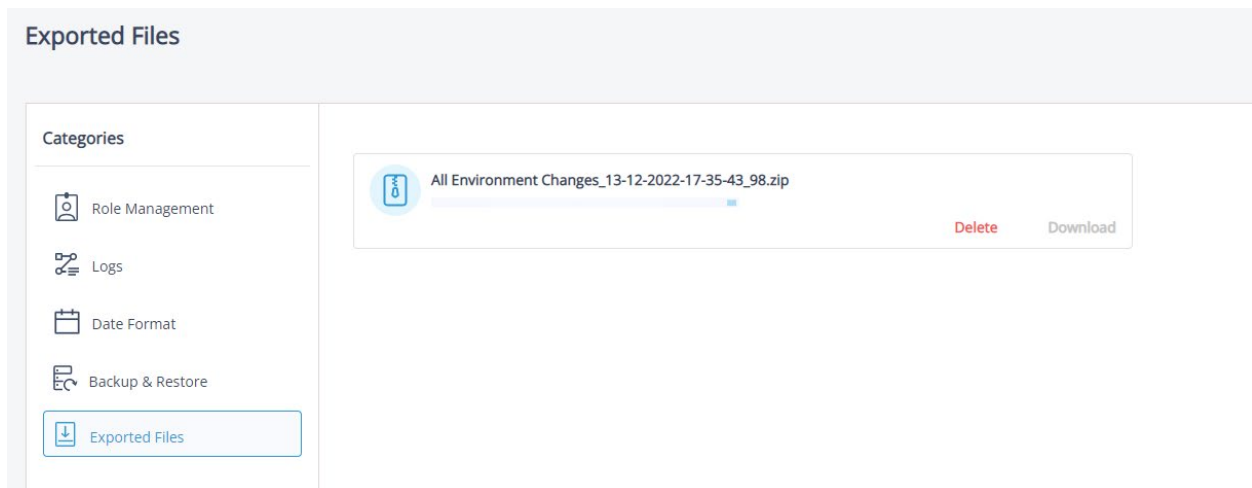 Exported Files
Categories
Role Management
Logs
Date Format
Backup & Restore
Exported Files
All Environment Changes_13-12-2022-17-35-43_98.zip
Delete Download